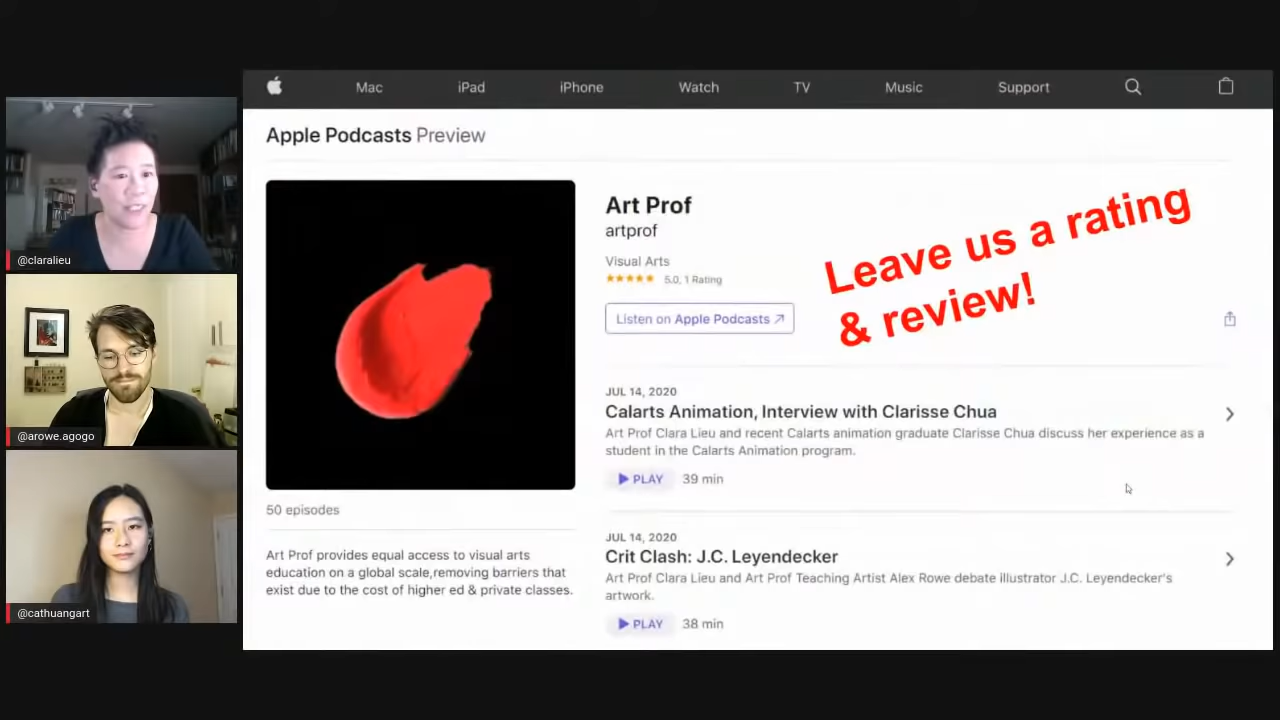 Mac iPad iPhone Watch TV Music Support
Apple Podcasts Preview
Art Prof
artprof
Visual Arts
★★★★★ 5.0, 1 Rating
Listen on Apple Podcasts ↗
Leave us a rating
& review!
JUL 14, 2020
Calarts Animation, Interview with Clarisse Chua
Art Prof Clara Lieu and recent Calarts animation graduate Clarisse Chua discuss her experience as a
student in the Calarts Animation program.
PLAY 39 min
50 episodes
JUL 14, 2020
Crit Clash: J.C. Leyendecker
Art Prof Clara Lieu and Art Prof Teaching Artist Alex Rowe debate illustrator J.C. Leyendecker's
artwork.
PLAY 38 min
Art Prof provides equal access to visual arts
education on a global scale,removing barriers that
exist due to the cost of higher ed & private classes.
@claralieu
@arowe.agogo
@cathuangart